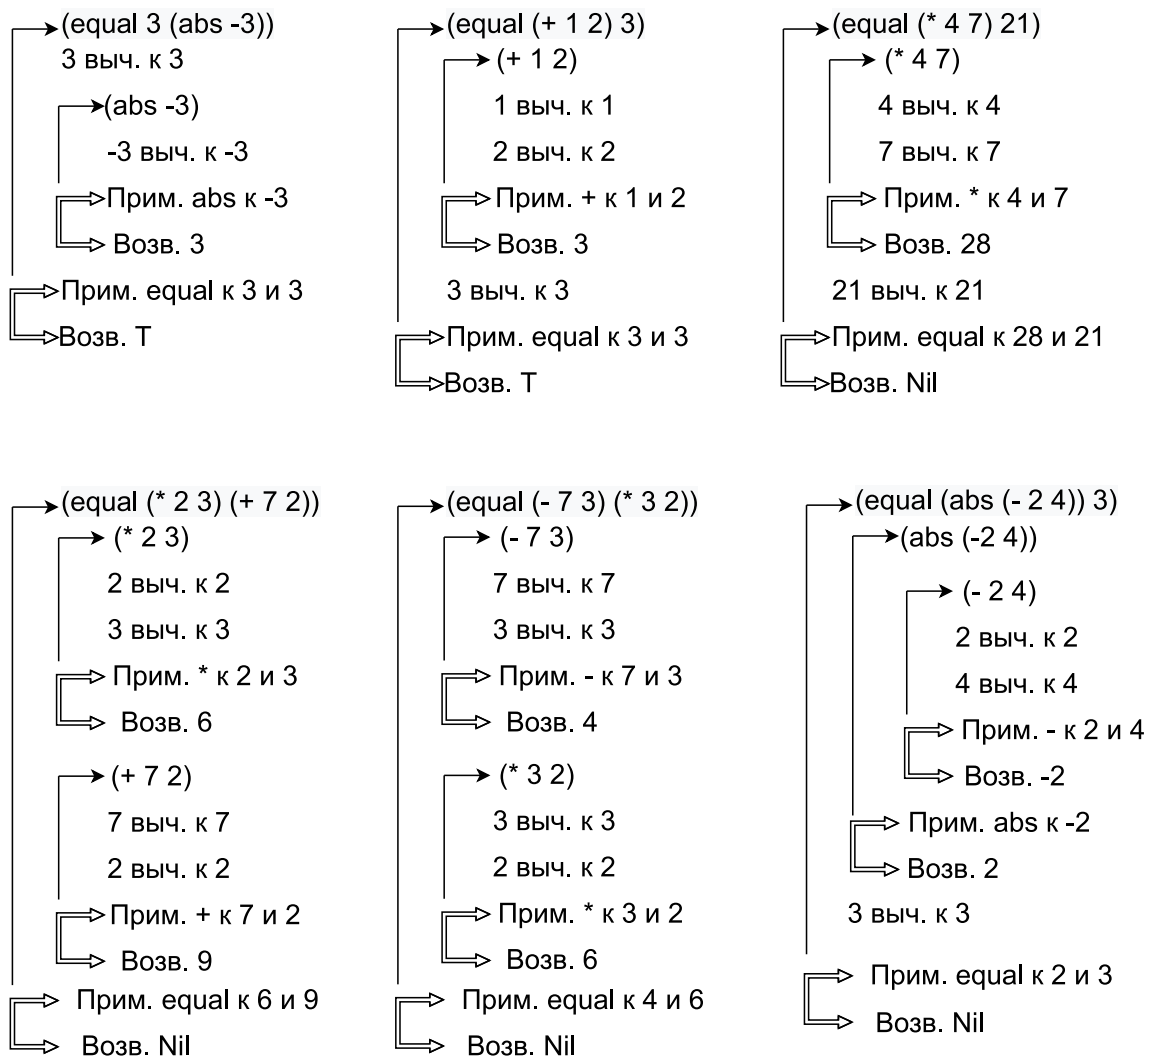 (equal 3 (abs -3))
3 выч. к 3
(abs -3)
-3 выч. к -3
Прим. abs к -3
Возв. 3
Прим. equal к 3 и 3
Возв. T
(equal (+ 1 2) 3)
(+ 1 2)
1 выч. к 1
2 выч. к 2
Прим. + к 1 и 2
Возв. 3
3 выч. к 3
Прим. equal к 3 и 3
Возв. T
(equal (* 4 7) 21)
(* 4 7)
4 выч. к 4
7 выч. к 7
Прим. * к 4 и 7
Возв. 28
21 выч. к 21
Прим. equal к 28 и 21
Возв. Nil
(equal (* 2 3) (+ 7 2))
(* 2 3)
2 выч. к 2
3 выч. к 3
Прим. * к 2 и 3
Возв. 6
(+ 7 2)
7 выч. к 7
2 выч. к 2
Прим. + к 7 и 2
Возв. 9
Прим. equal к 6 и 9
Возв. Nil
(equal (- 7 3) (* 3 2))
(- 7 3)
7 выч. к 7
3 выч. к 3
Прим. - к 7 и 3
Возв. 4
(* 3 2)
3 выч. к 3
2 выч. к 2
Прим. * к 3 и 2
Возв. 6
Прим. equal к 4 и 6
Возв. Nil
(equal (abs (- 2 4)) 3)
(abs (-2 4))
(- 2 4)
2 выч. к 2
4 выч. к 4
Прим. - к 2 и 4
Возв. -2
Прим. abs к -2
Возв. 2
3 выч. к 3
Прим. equal к 2 и 3
Возв. Nil